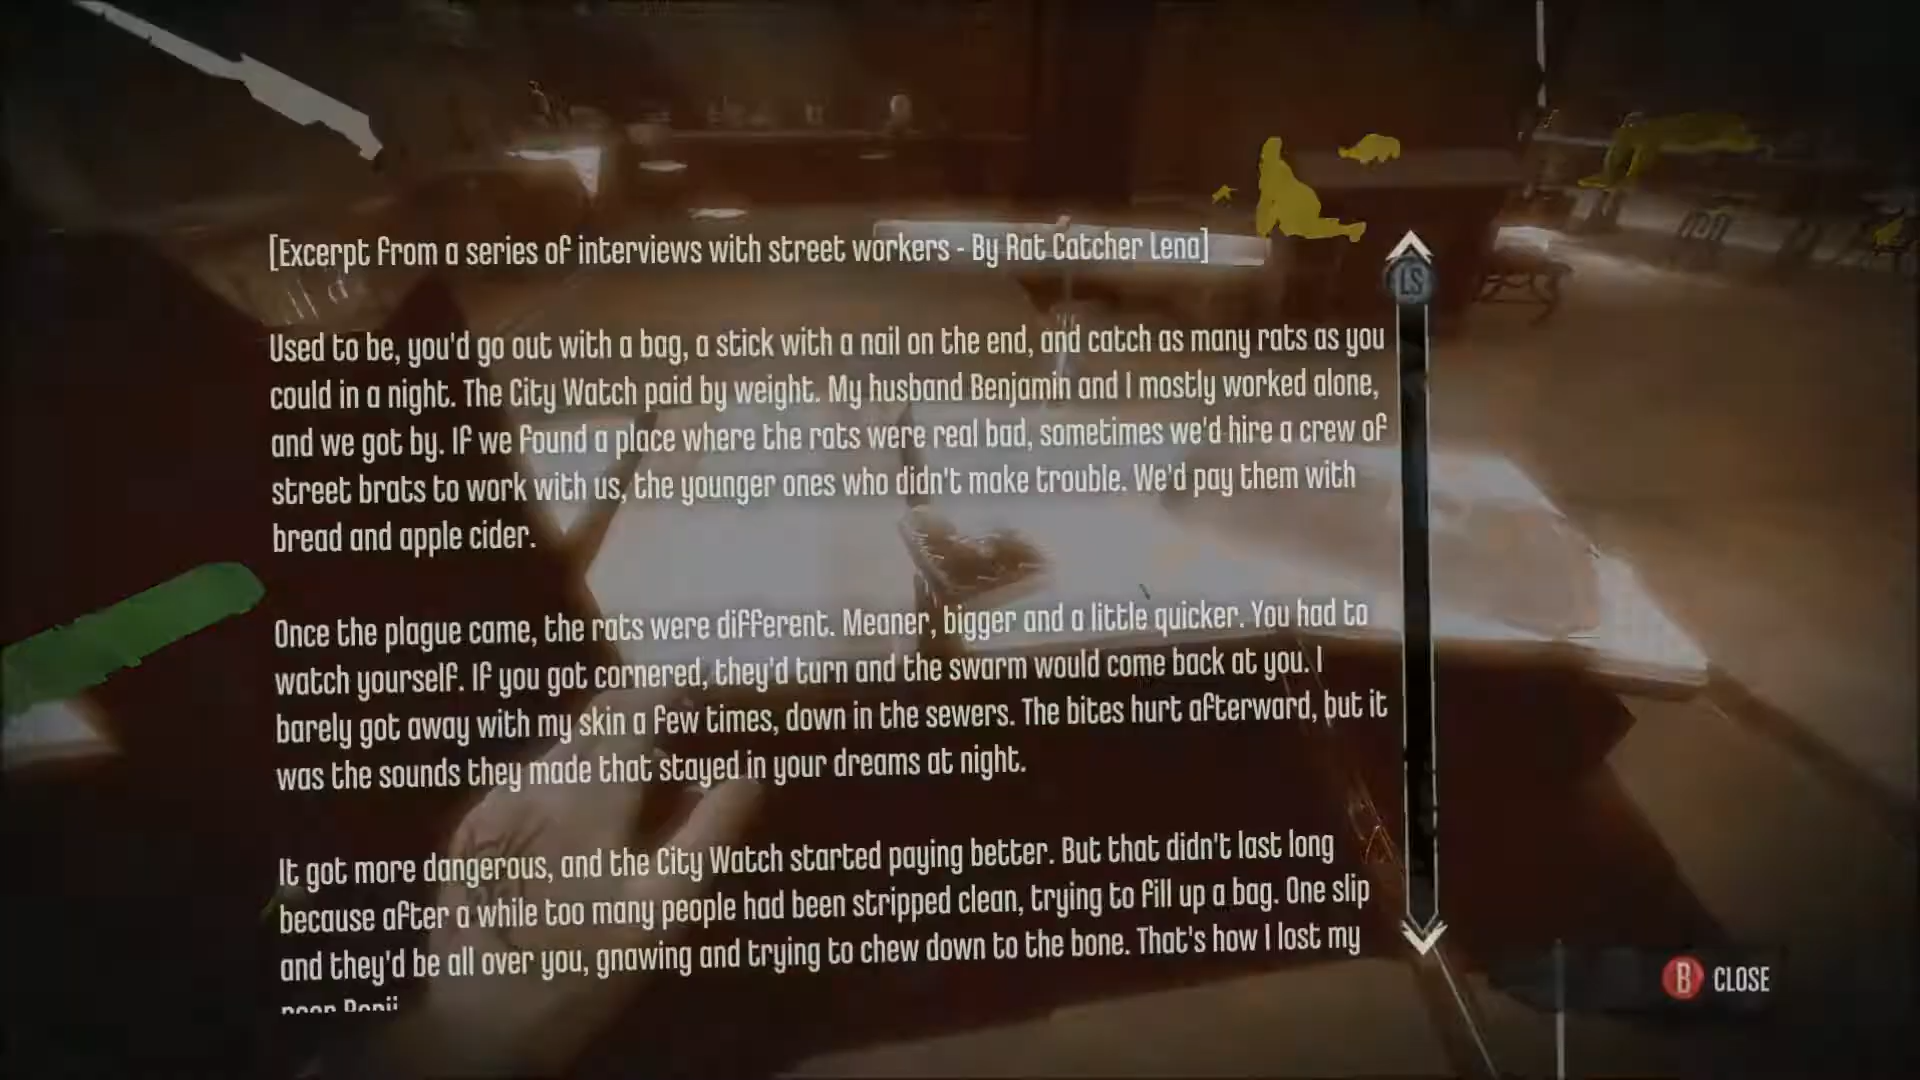 [Excerpt from a series of interviews with street workers - By Rat Catcher Lena]
LS
Used to be, you'd go out with a bag, a stick with a nail on the end, and catch as many rats as you
could in a night. The City Watch paid by weight. My husband Benjamin and I mostly worked alone,
and we got by. If we found a place where the rats were real bad, sometimes we'd hire a crew of
street brats to work with us, the younger ones who didn't make trouble. We'd pay them with
bread and apple cider.
Once the plague came, the rats were different. Meaner, bigger and a little quicker. You had to
watch yourself. If you got cornered, they'd turn and the swarm would come back at you. I
barely got away with my skin a few times, down in the sewers. The bites hurt afterward, but it
was the sounds they made that stayed in your dreams at night.
It got more dangerous, and the City Watch started paying better. But that didn't last long
because after a while too many people had been stripped clean, trying to fill up a bag. One slip
and they'd be all over you, gnawing and trying to chew down to the bone. That's how I lost my
B CLOSE